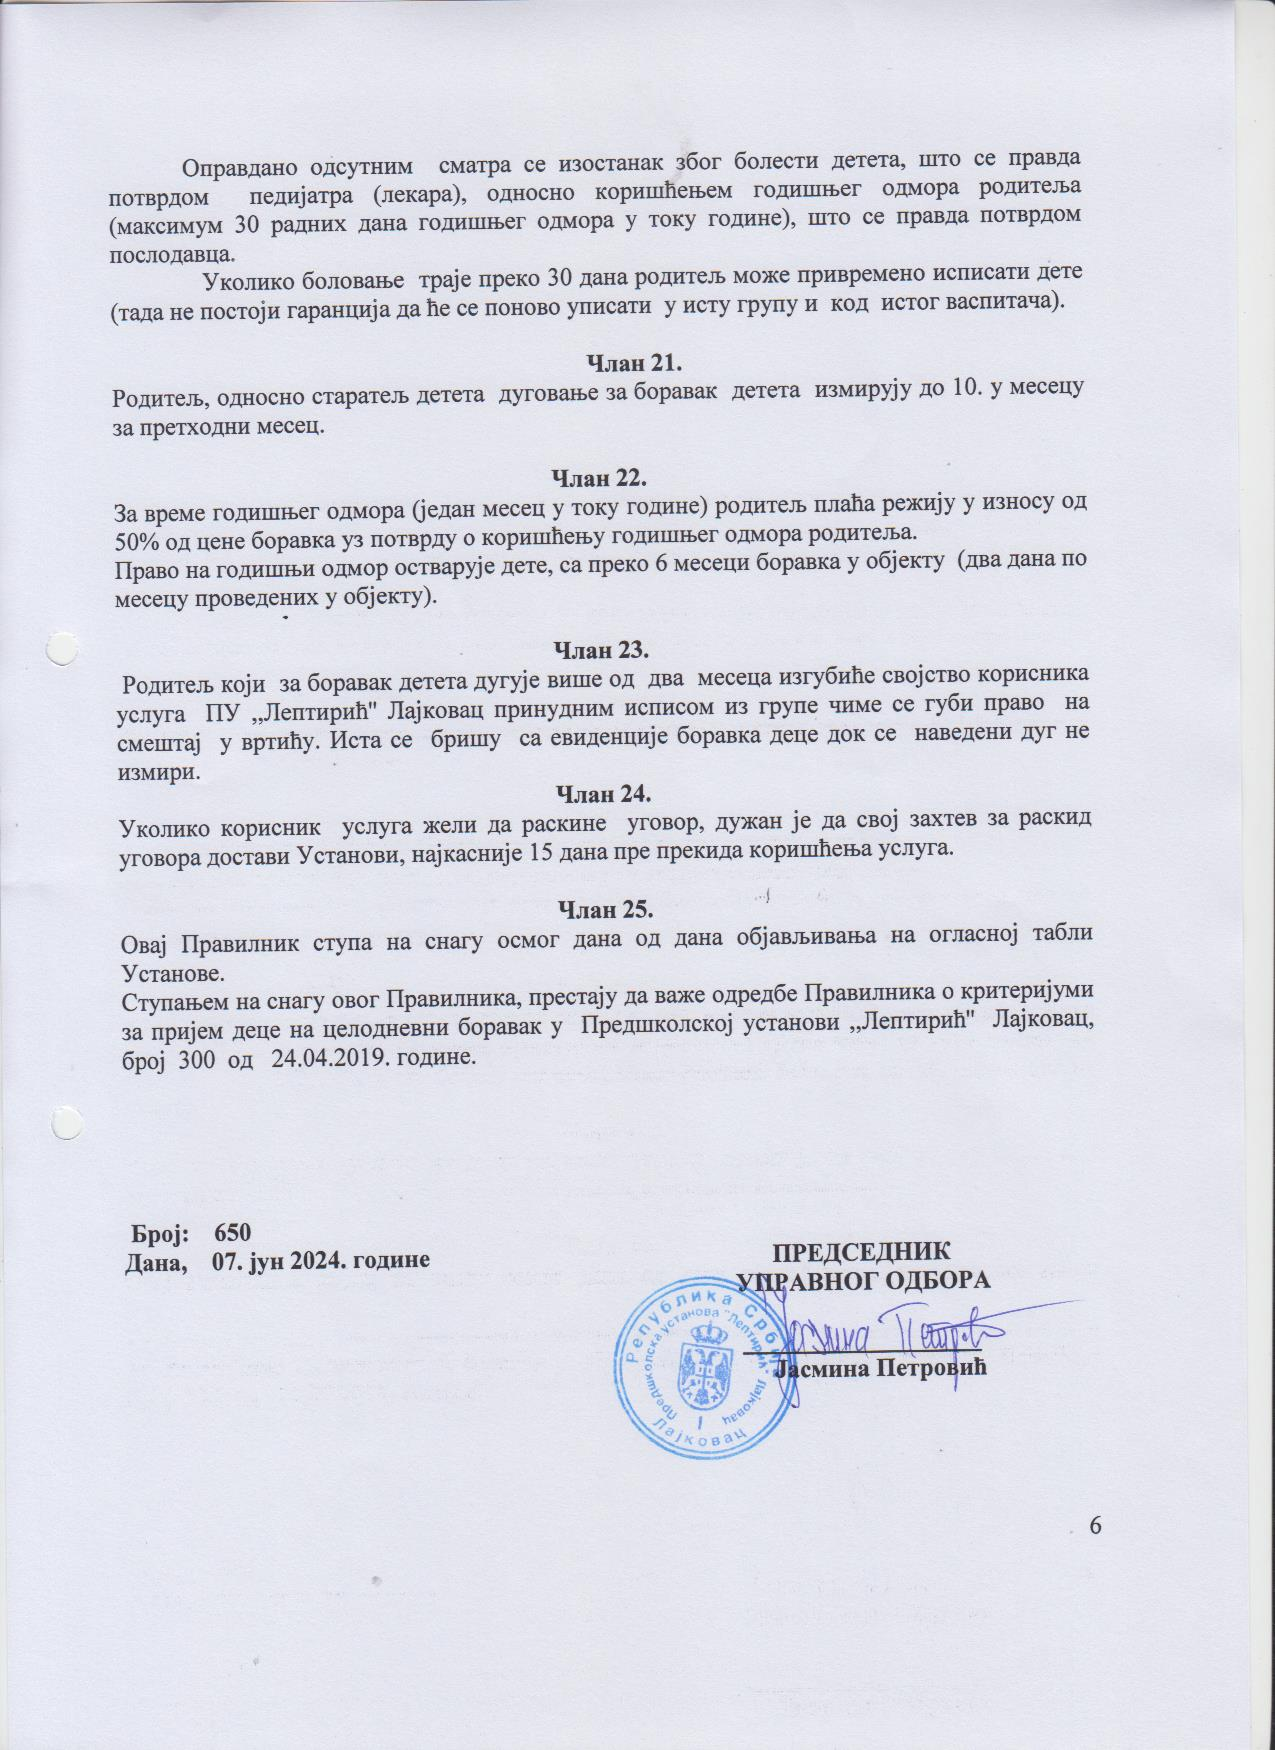 Оправдано одсутним сматра се изостанак због болести детета, што се правда
потврдом педијатра (лекара), односно коришћењем годишњег одмора родитеља
(максимум 30 радних дана годишњег одмора у току године), што се правда потврдом
послодавца.
Уколико боловање траје преко 30 дана родитељ може привремено исписати дете
(тада не постоји гаранција да ће се поново уписати у исту групу и код истог васпитача).
Члан 21.
Родитељ, односно старатељ детета дуговање за боравак детета измирују до 10. у месецу
за претходни месец.
Члан 22.
За време годишњег одмора (један месец у току године) родитељ плаћа режију у износу од
50% од цене боравка уз потврду о коришћењу годишњег одмора родитеља.
Право на годишњи одмор остварује дете, са преко 6 месеци боравка у објекту (два дана по
месецу проведених у објекту).
Члан 23.
Родитељ који за боравак детета дугује више од два месеца изгубиће својство корисника
услуга ПУ ,,Лептирић" Лајковац принудним исписом из групе чиме се губи право на
смештај у вртићу. Иста се бришу са евиденције боравка деце док се наведени дуг не
измири.
Члан 24.
Уколико корисник услуга жели да раскине уговор, дужан је да свој захтев за раскид
уговора достави Установи, најкасније 15 дана пре прекида коришћења услуга.
Члан 25.
Овај Правилник ступа на снагу осмог дана од дана објављивања на огласној табли
Установе.
Ступањем на снагу овог Правилника, престају да важе одредбе Правилника о критеријуми
за пријем деце на целодневни боравак у Предшколској установи ,,Лептирић" Лајковац,
број 300 од 24.04.2019. године.
Број: 650
Дана, 07. јун 2024. године
ПРЕДСЕДНИК
УПРАВНОГ ОДБОРА
Јасмина Петровић
Јасмина Петровић
Република Србија
Предшколска установа "Лептирић" Лајковац
I
Лајковац
6